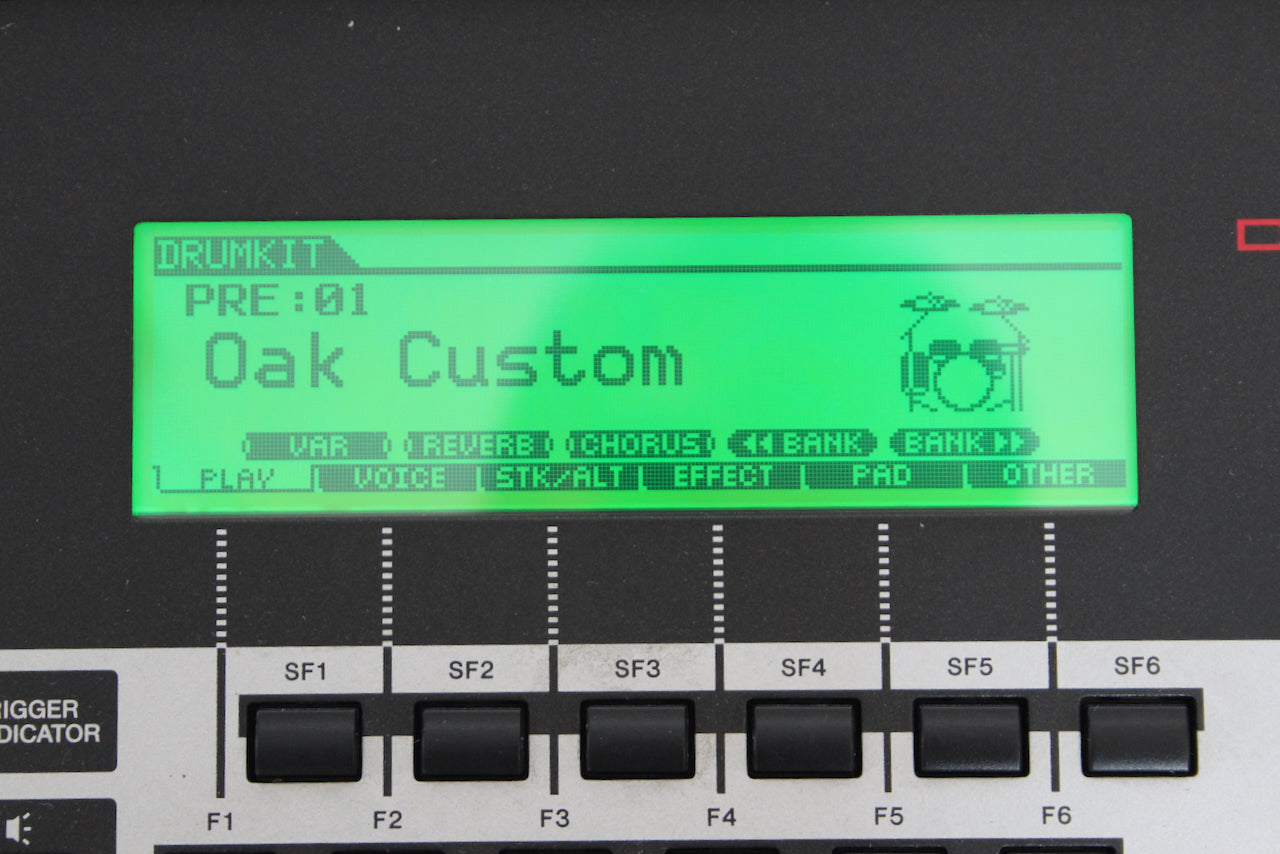 DRUMKIT
PRE:01
Oak Custom
VAR REVERB CHORUS BANK BANK
PLAY VOICE STK/ALT EFFECT PAD OTHER
SF1 SF2 SF3 SF4 SF5 SF6
RIGGER
DICATOR
F1 F2 F3 F4 F5 F6